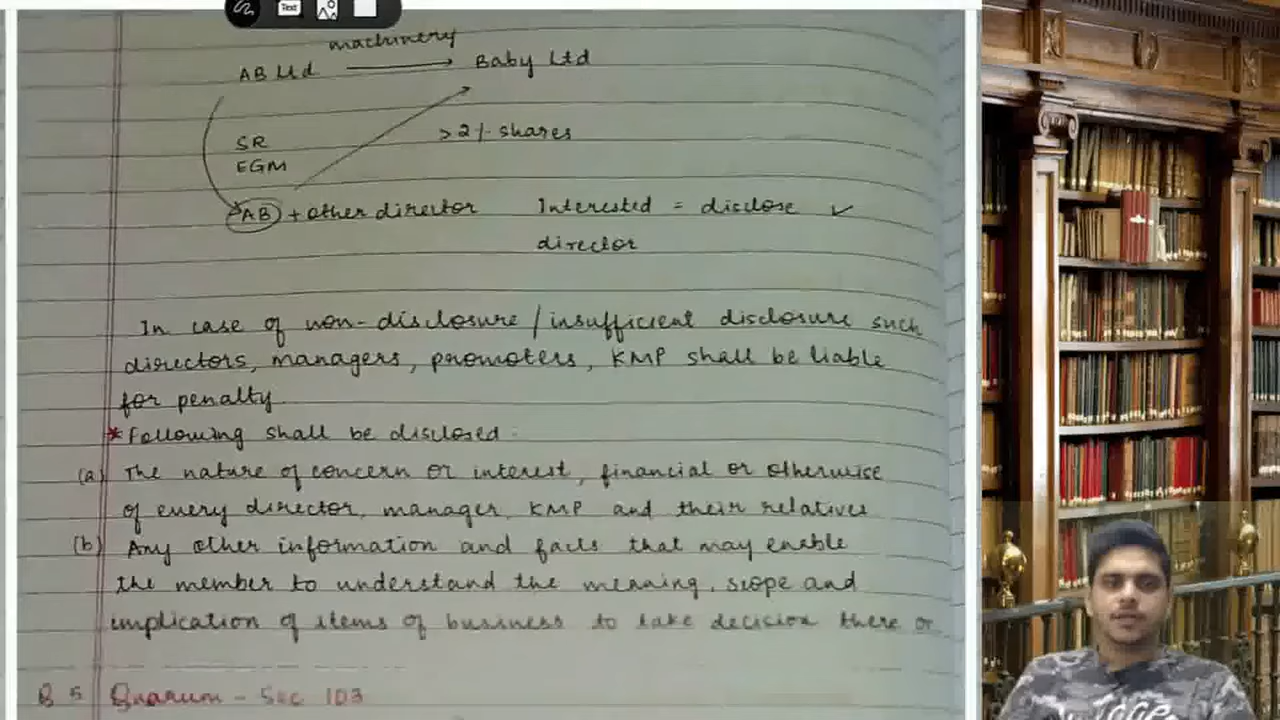 Text
machinery
AB Ltd Baby Ltd
>2% shares
SR
EGM
AB + other director Interested = disclose ✓
director
In case of non-disclosure/insufficient disclosure such
directors, managers, promoters, KMP shall be liable
for penalty
* Following shall be disclosed.
(a) The nature of concern or interest, financial or otherwise
of every director, manager, KMP and their relatives
(b) Any other information and facts that may enable
the member to understand the meaning, scope and
implication of items of business to take decision there or
B 5 Quorum - Sec 103